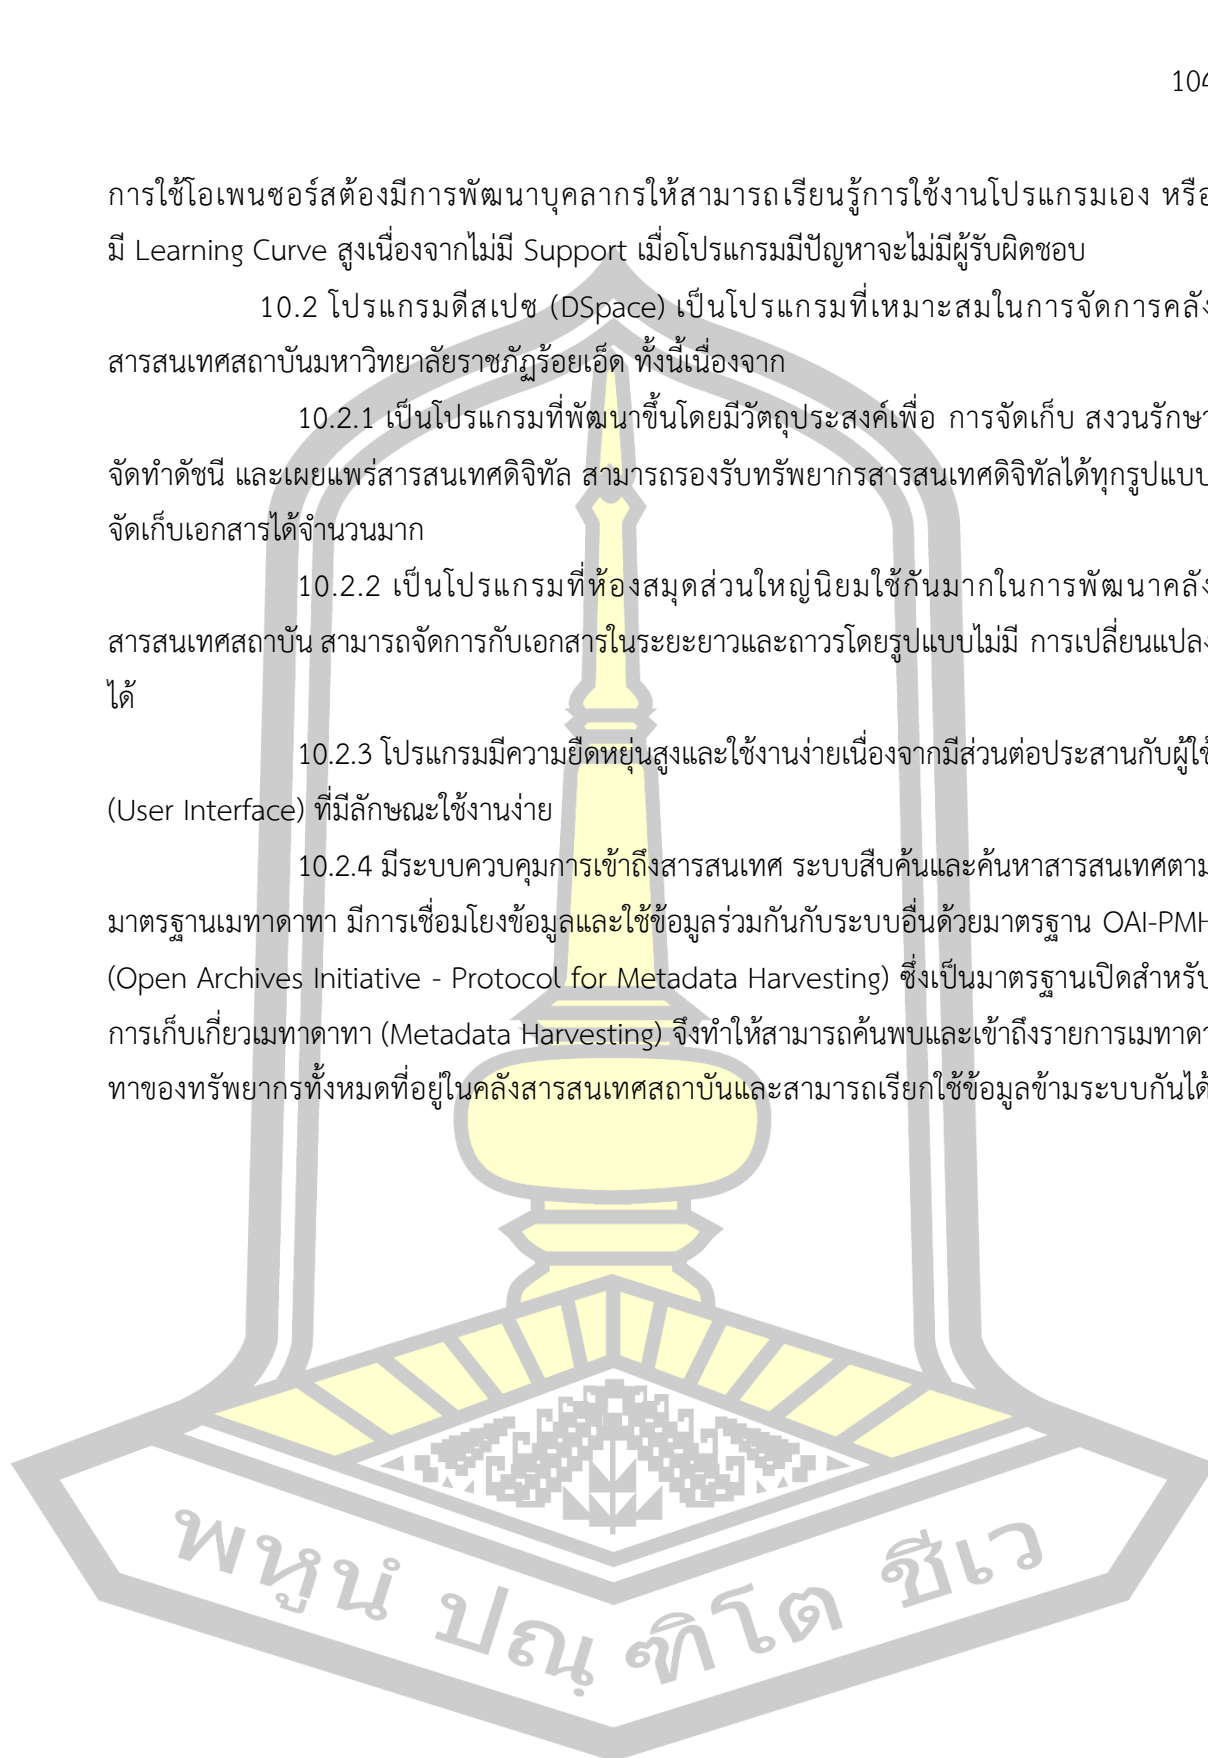 104
การใช้โอเพนซอร์สต้องมีการพัฒนาบุคลากรให้สามารถเรียนรู้การใช้งานโปรแกรมเอง หรือ
มี Learning Curve สูงเนื่องจากไม่มี Support เมื่อโปรแกรมมีปัญหาจะไม่มีผู้รับผิดชอบ
10.2 โปรแกรมดีสเปซ (DSpace) เป็นโปรแกรมที่เหมาะสมในการจัดการคลัง
สารสนเทศสถาบันมหาวิทยาลัยราชภัฏร้อยเอ็ด ทั้งนี้เนื่องจาก
10.2.1 เป็นโปรแกรมที่พัฒนาขึ้นโดยมีวัตถุประสงค์เพื่อ การจัดเก็บ สงวนรักษา
จัดทำดัชนี และเผยแพร่สารสนเทศดิจิทัล สามารถรองรับทรัพยากรสารสนเทศดิจิทัลได้ทุกรูปแบบ
จัดเก็บเอกสารได้จำนวนมาก
10.2.2 เป็นโปรแกรมที่ห้องสมุดส่วนใหญ่นิยมใช้กันมากในการพัฒนาคลัง
สารสนเทศสถาบัน สามารถจัดการกับเอกสารในระยะยาวและถาวรโดยรูปแบบไม่มี การเปลี่ยนแปลง
ได้
10.2.3 โปรแกรมมีความยืดหยุ่นสูงและใช้งานง่ายเนื่องจากมีส่วนต่อประสานกับผู้ใช้
(User Interface) ที่มีลักษณะใช้งานง่าย
10.2.4 มีระบบควบคุมการเข้าถึงสารสนเทศ ระบบสืบค้นและค้นหาสารสนเทศตาม
มาตรฐานเมทาดาทา มีการเชื่อมโยงข้อมูลและใช้ข้อมูลร่วมกันกับระบบอื่นด้วยมาตรฐาน OAI-PMH
(Open Archives Initiative - Protocol for Metadata Harvesting) ซึ่งเป็นมาตรฐานเปิดสำหรับ
การเก็บเกี่ยวเมทาดาทา (Metadata Harvesting) จึงทำให้สามารถค้นพบและเข้าถึงรายการเมทาดา
ทาของทรัพยากรทั้งหมดที่อยู่ในคลังสารสนเทศสถาบันและสามารถเรียกใช้ข้อมูลข้ามระบบกันได้
พหูนํ ปณฺฑิโต ชีเว